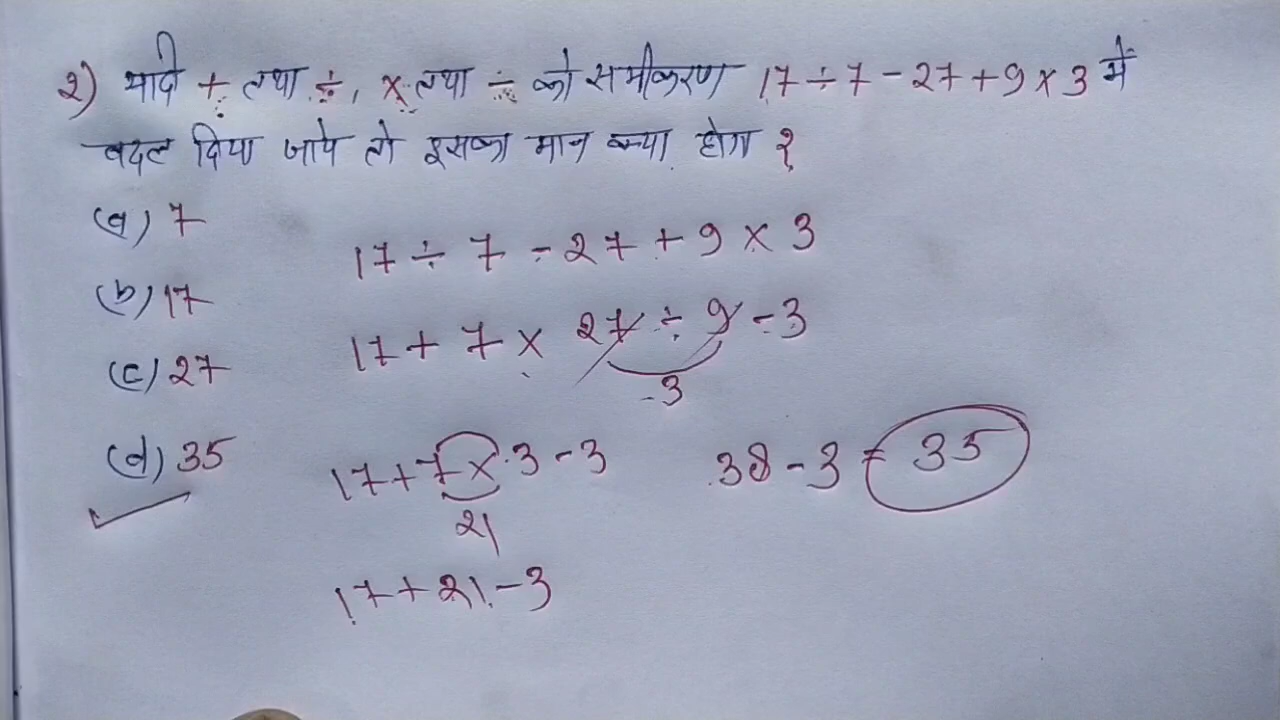 2) यदि + तथा ÷, × तथा ÷ को समीकरण 17 ÷ 7 - 27 + 9 × 3 में
बदल दिया जाये तो इसका मान क्या होगा ?
(a) 7
17 ÷ 7 - 27 + 9 × 3
(b) 17
17 + 7 × 27 ÷ 9 - 3
3
(c) 27
(d) 35
17 + 7 × 3 - 3
38 - 3 = 35
21
17 + 21 - 3